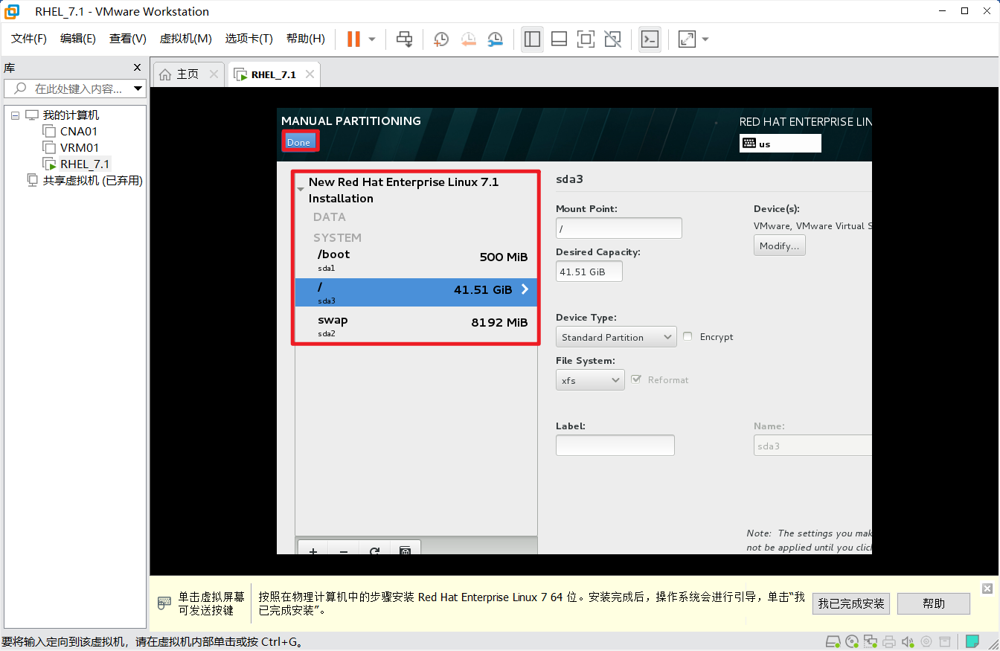 RHEL_7.1 - VMware Workstation
文件(F) 编辑(E) 查看(V) 虚拟机(M) 选项卡(T) 帮助(H)
库
在此处键入内容...
我的计算机
CNA01
VRM01
RHEL_7.1
共享虚拟机 (已弃用)
主页
RHEL_7.1
MANUAL PARTITIONING
Done
RED HAT ENTERPRISE LIN
us
New Red Hat Enterprise Linux 7.1
Installation
DATA
SYSTEM
/boot 500 MiB
sda1
/ 41.51 GiB
sda3
swap 8192 MiB
sda2
sda3
Mount Point:
/
Desired Capacity:
41.51 GiB
Device(s):
VMware, VMware Virtual S
Modify...
Device Type:
Standard Partition
Encrypt
File System:
xfs
Reformat
Label:
Name:
sda3
Note: The settings you mak
not be applied until you clic
单击虚拟屏幕
可发送按键
按照在物理计算机中的步骤安装 Red Hat Enterprise Linux 7 64 位。安装完成后，操作系统会进行引导，单击“我
已完成安装”。
我已完成安装
帮助
要将输入定向到该虚拟机，请在虚拟机内部单击或按 Ctrl+G。